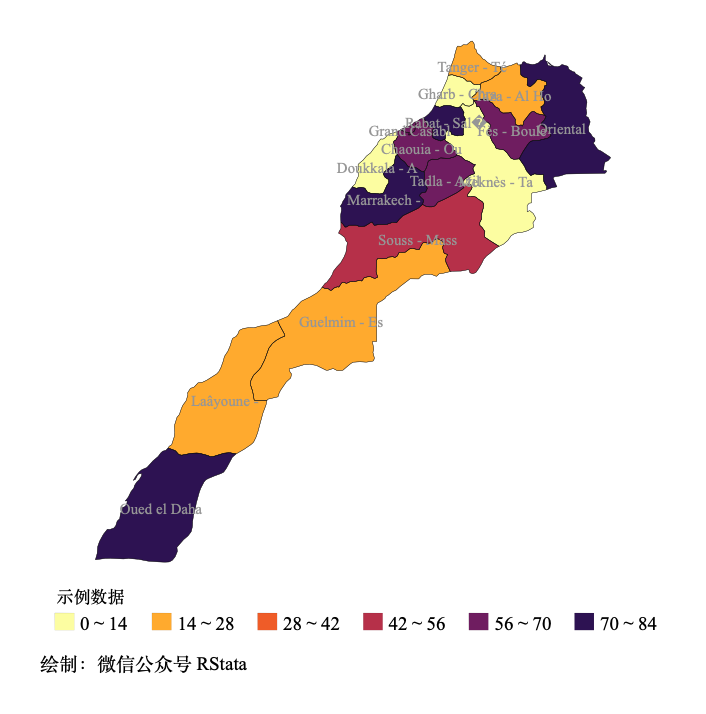 Tanger - Té
Gharb - Chra
Taza - Al Ho
Rabat - Sal�
Grand Casabl
Fès - Boule
Oriental
Chaouia - Ou
Doukkala - A
Tadla - Azil
Meknès - Ta
Marrakech -
Souss - Mass
Guelmim - Es
Laâyoune -
Oued el Daha
示例数据
0 ~ 14 14 ~ 28 28 ~ 42 42 ~ 56 56 ~ 70 70 ~ 84
绘制：微信公众号 RStata